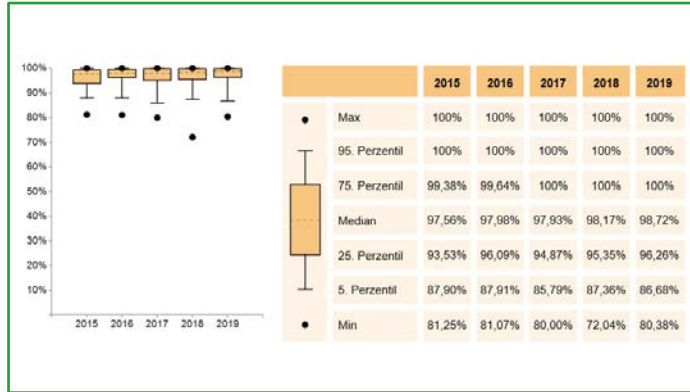 100%
90%
80%
70%
60%
50%
40%
30%
20%
10%
2015 2016 2017 2018 2019
2015 2016 2017 2018 2019
Max 100% 100% 100% 100% 100%
95. Perzentil 100% 100% 100% 100% 100%
75. Perzentil 99,38% 99,64% 100% 100% 100%
Median 97,56% 97,98% 97,93% 98,17% 98,72%
25. Perzentil 93,53% 96,09% 94,87% 95,35% 96,26%
5. Perzentil 87,90% 87,91% 85,79% 87,36% 86,68%
Min 81,25% 81,07% 80,00% 72,04% 80,38%